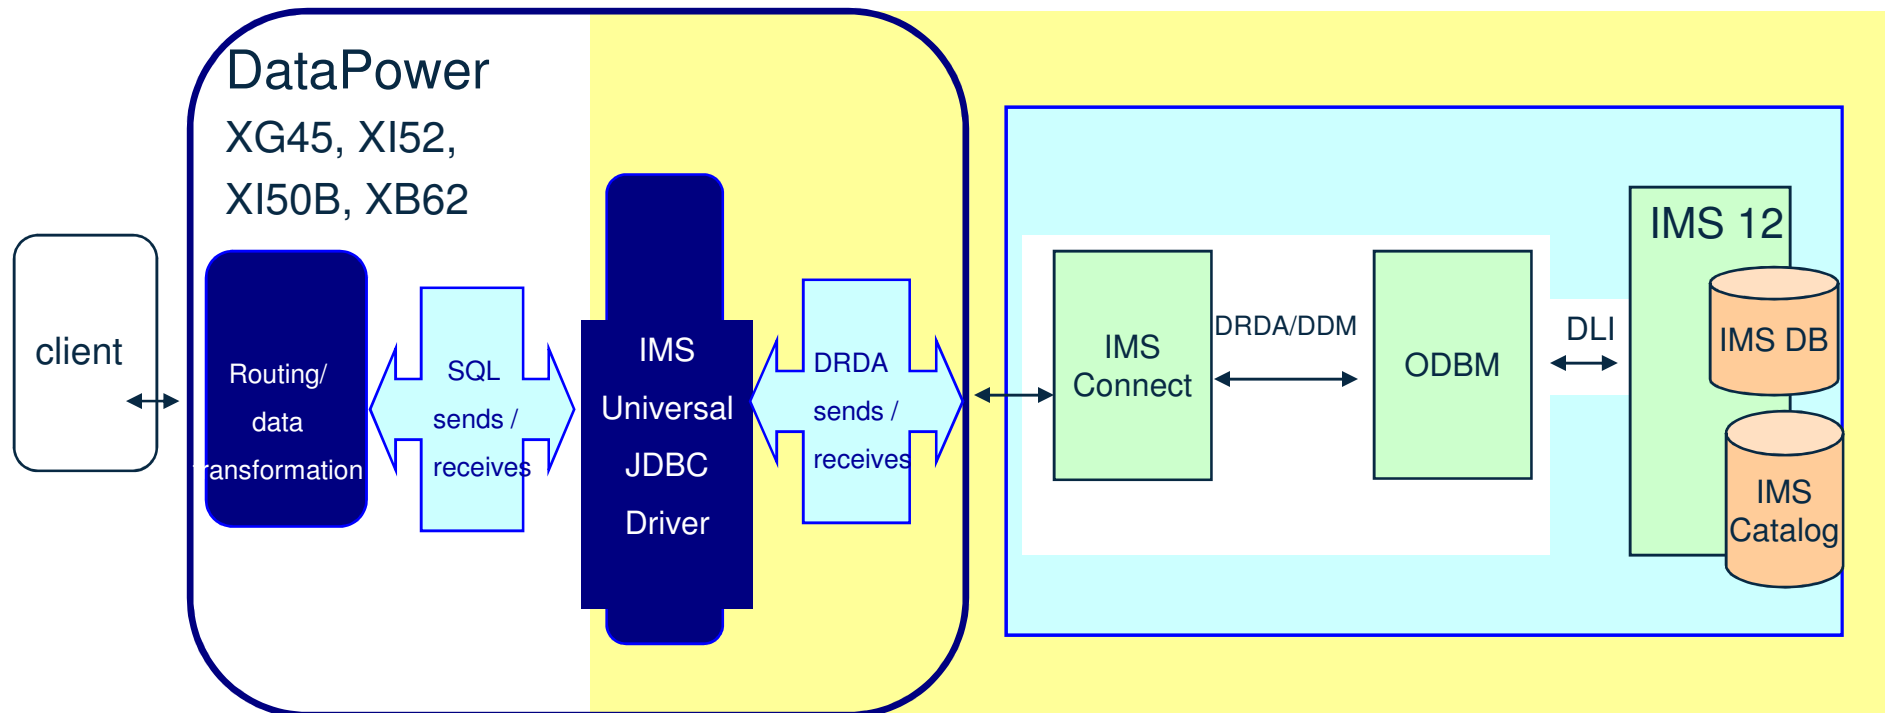 DataPower
XG45, XI52,
XI50B, XB62
client
Routing/
data
ransformation
SQL
sends /
receives
IMS
Universal
JDBC
Driver
DRDA
sends /
receives
IMS
Connect
DRDA/DDM
ODBM
DLI
IMS 12
IMS DB
IMS
Catalog